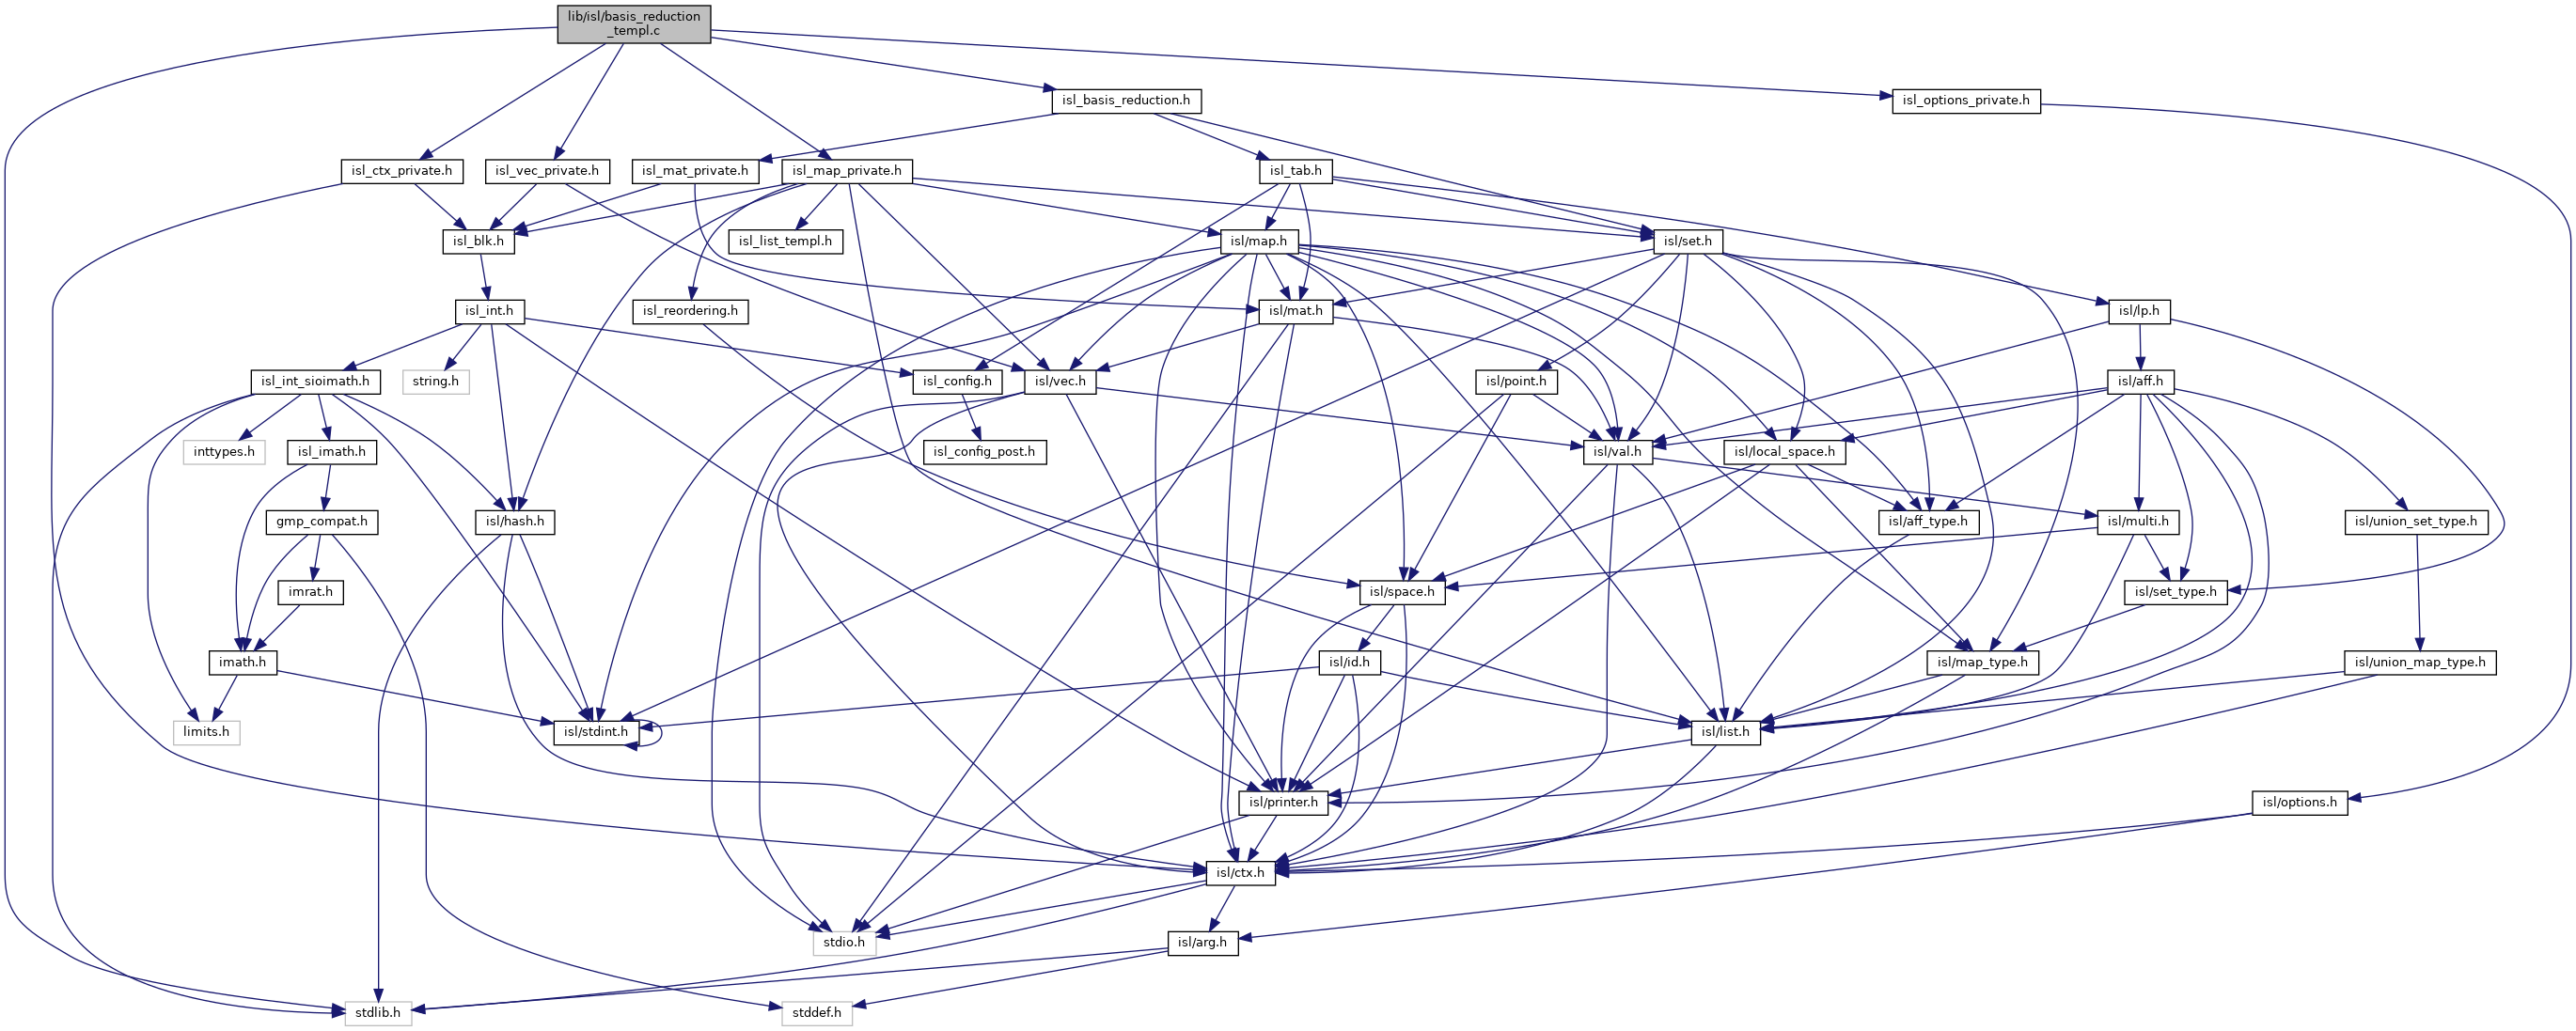 lib/isl/basis_reduction
_templ.c
isl_basis_reduction.h
isl_options_private.h
isl_ctx_private.h
isl_vec_private.h
isl_mat_private.h
isl_map_private.h
isl_tab.h
isl_blk.h
isl_list_templ.h
isl/map.h
isl/set.h
isl_int.h
isl_reordering.h
isl/mat.h
isl/lp.h
isl_int_sioimath.h
string.h
isl_config.h
isl/vec.h
isl/point.h
isl/aff.h
inttypes.h
isl_imath.h
isl_config_post.h
isl/val.h
isl/local_space.h
gmp_compat.h
isl/hash.h
isl/aff_type.h
isl/multi.h
isl/union_set_type.h
imrat.h
isl/space.h
isl/set_type.h
imath.h
isl/id.h
isl/map_type.h
isl/union_map_type.h
limits.h
isl/stdint.h
isl/list.h
isl/printer.h
isl/options.h
isl/ctx.h
stdio.h
isl/arg.h
stdlib.h
stddef.h